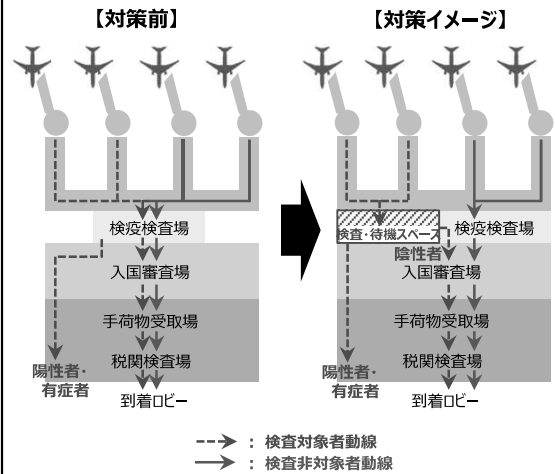 【対策前】
検疫検査場
入国審査場
手荷物受取場
税関検査場
陽性者・
有症者
到着ロビー
【対策イメージ】
検査・待機スペース
検疫検査場
陰性者
入国審査場
手荷物受取場
税関検査場
陽性者・
有症者
到着ロビー
：検査対象者動線
：検査非対象者動線